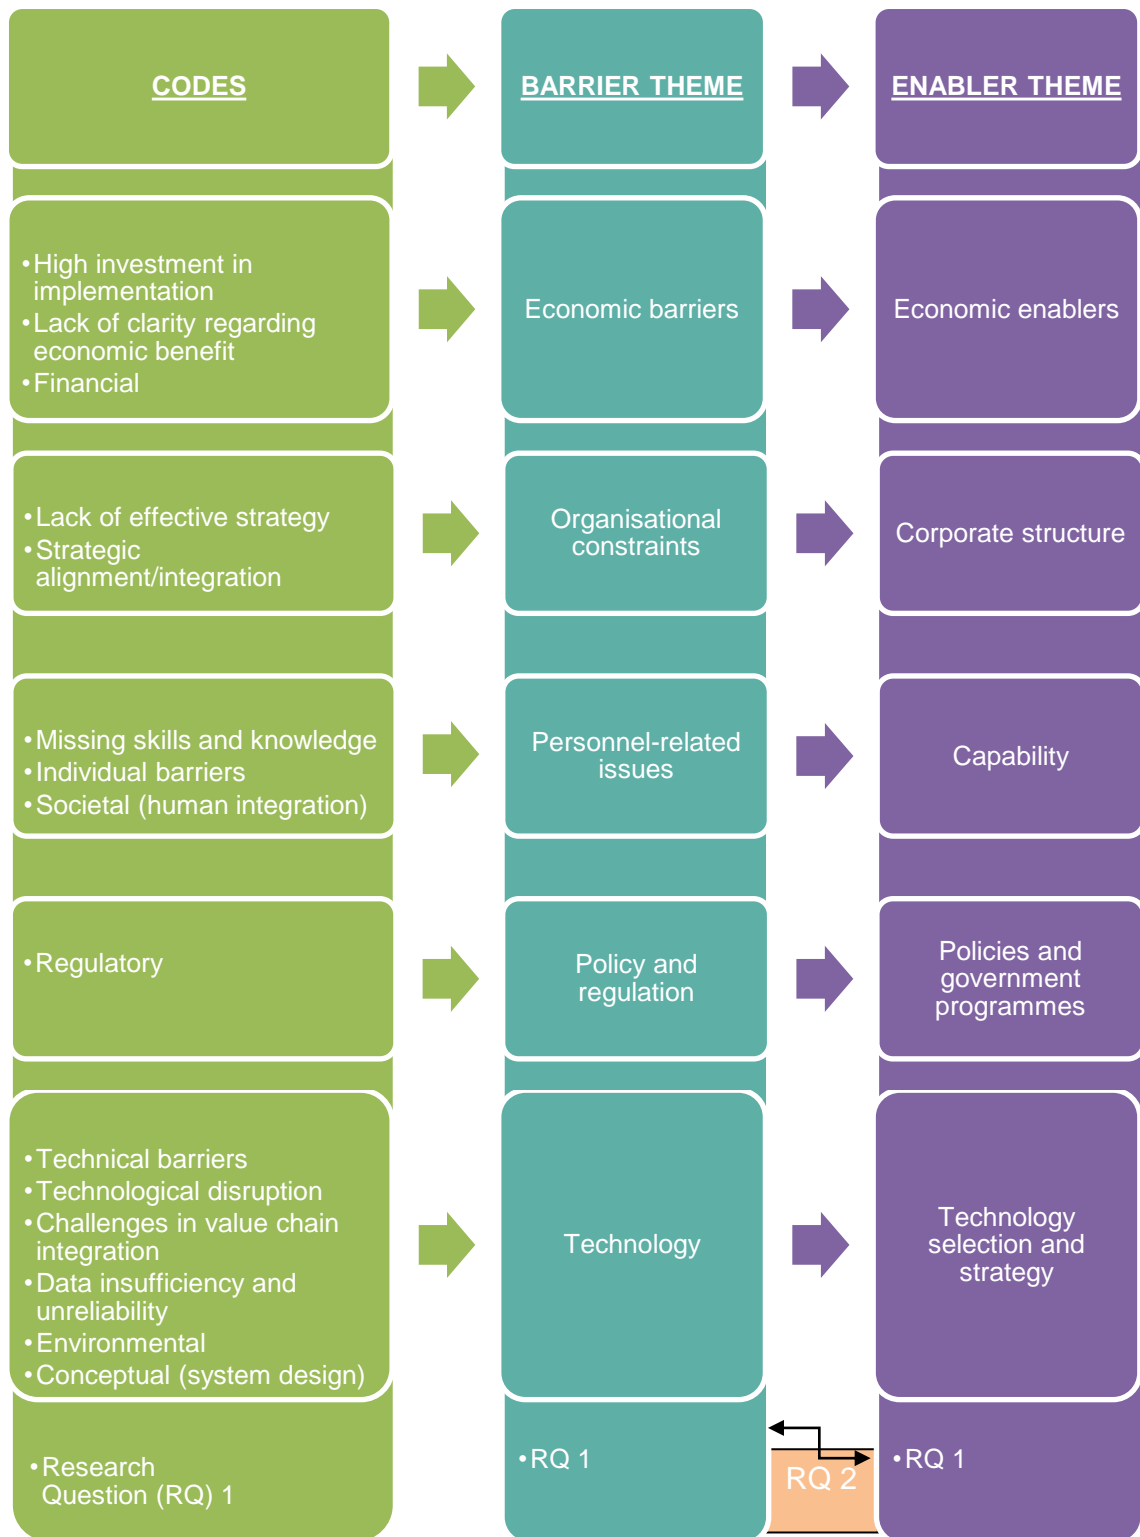 CODES
BARRIER THEME
ENABLER THEME
•High investment in
implementation
•Lack of clarity regarding
economic benefit
•Financial
Economic barriers
Economic enablers
•Lack of effective strategy
•Strategic
alignment/integration
Organisational
constraints
Corporate structure
•Missing skills and knowledge
•Individual barriers
•Societal (human integration)
Personnel-related
issues
Capability
•Regulatory
Policy and
regulation
Policies and
government
programmes
•Technical barriers
•Technological disruption
•Challenges in value chain
integration
•Data insufficiency and
unreliability
•Environmental
•Conceptual (system design)
Technology
Technology
selection and
strategy
•Research
Question (RQ) 1
•RQ 1
RQ 2
•RQ 1